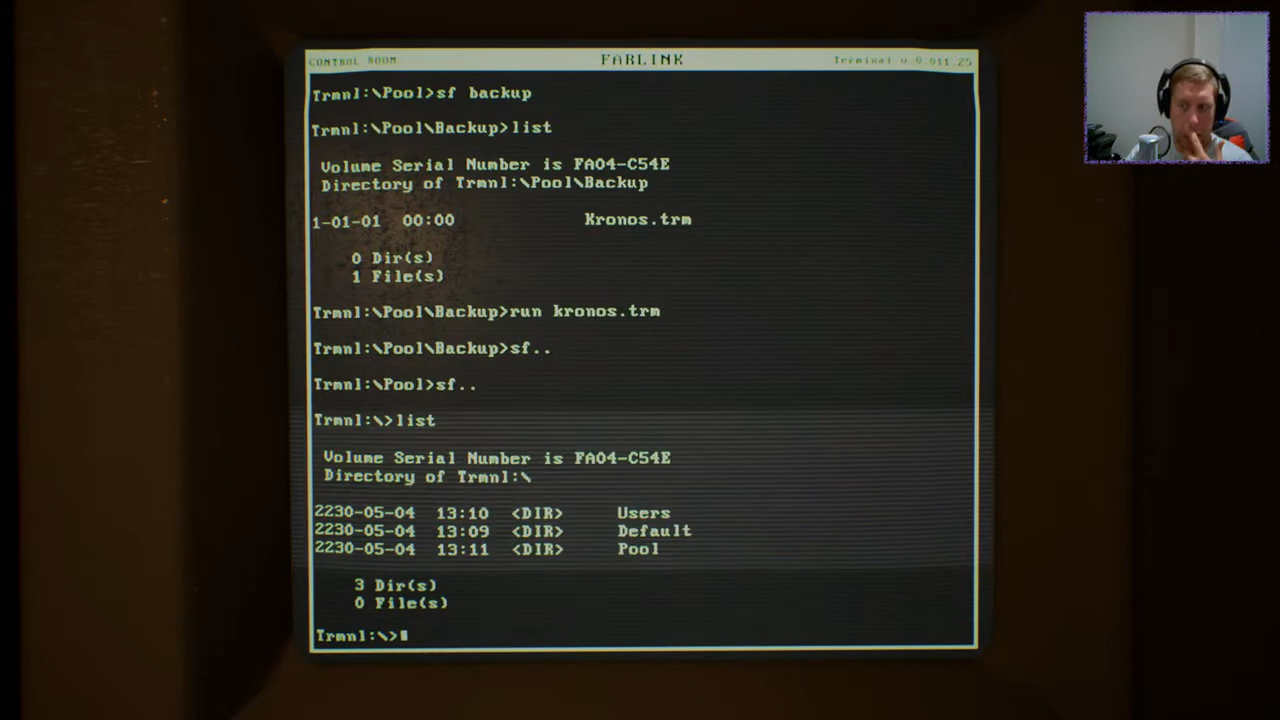 CONTROL ROOM FARLINK Terminal v.0.011.25
Trmnl:\Pool>sf backup
Trmnl:\Pool\Backup>list
Volume Serial Number is FA04-C54E
Directory of Trmnl:\Pool\Backup
1-01-01 00:00 Kronos.trm
0 Dir(s)
1 File(s)
Trmnl:\Pool\Backup>run kronos.trm
Trmnl:\Pool\Backup>sf..
Trmnl:\Pool>sf..
Trmnl:\>list
Volume Serial Number is FA04-C54E
Directory of Trmnl:\
2230-05-04 13:10 <DIR> Users
2230-05-04 13:09 <DIR> Default
2230-05-04 13:11 <DIR> Pool
3 Dir(s)
0 File(s)
Trmnl:\>